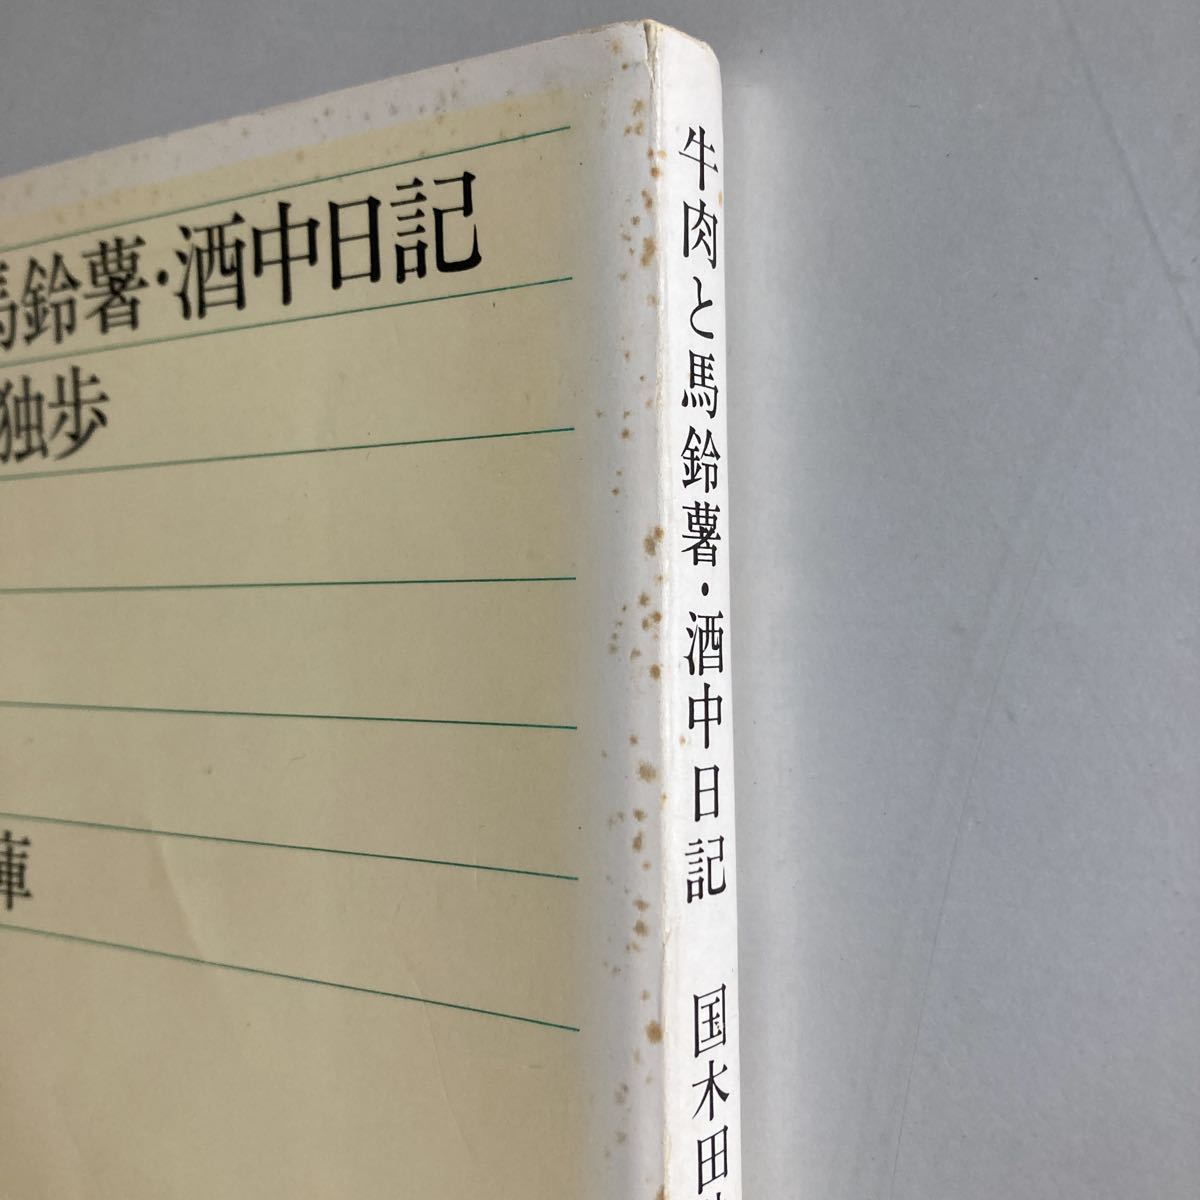 馬鈴薯・酒中日記
独歩
庫
牛肉と馬鈴薯・酒中日記 国木田